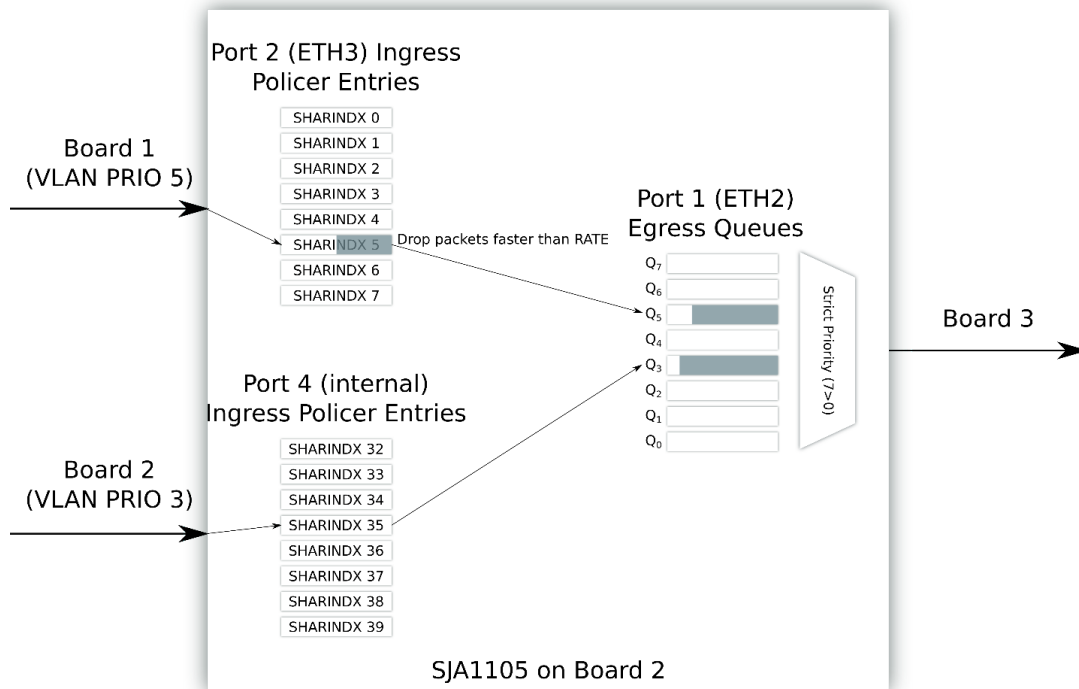 Port 2 (ETH3) Ingress
Policer Entries
SHARINDX 0
SHARINDX 1
SHARINDX 2
SHARINDX 3
SHARINDX 4
SHARINDX 5
SHARINDX 6
SHARINDX 7
Board 1
(VLAN PRIO 5)
Drop packets faster than RATE
Port 1 (ETH2)
Egress Queues
Q7
Q6
Q5
Q4
Q3
Q2
Q1
Q0
Strict Priority (7>0)
Board 3
Port 4 (internal)
Ingress Policer Entries
SHARINDX 32
SHARINDX 33
SHARINDX 34
SHARINDX 35
SHARINDX 36
SHARINDX 37
SHARINDX 38
SHARINDX 39
Board 2
(VLAN PRIO 3)
SJA1105 on Board 2